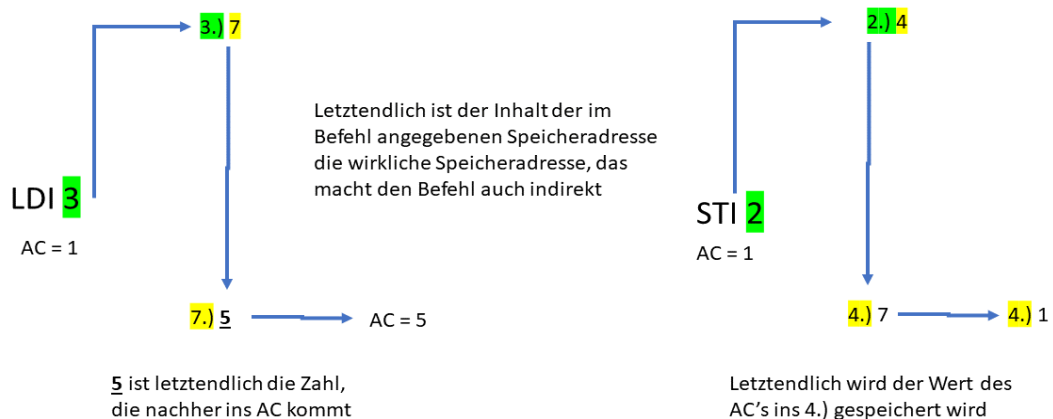 3.) 7
Letztendlich ist der Inhalt der im
Befehl angegebenen Speicheradresse
die wirkliche Speicheradresse, das
macht den Befehl auch indirekt
LDI 3
AC = 1
7.) 5
AC = 5
5 ist letztendlich die Zahl,
die nachher ins AC kommt
2.) 4
STI 2
AC = 1
4.) 7
4.) 1
Letztendlich wird der Wert des
AC's ins 4.) gespeichert wird